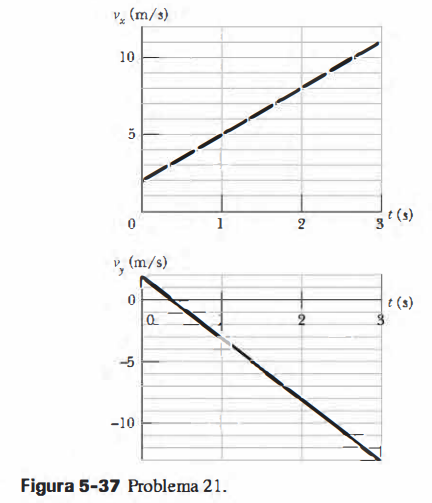 vx (m/s)
10
5
0 1 2 3 t (s)
vy (m/s)
0 t (s)
0 1 2 3
−5
−10
Figura 5-37 Problema 21.